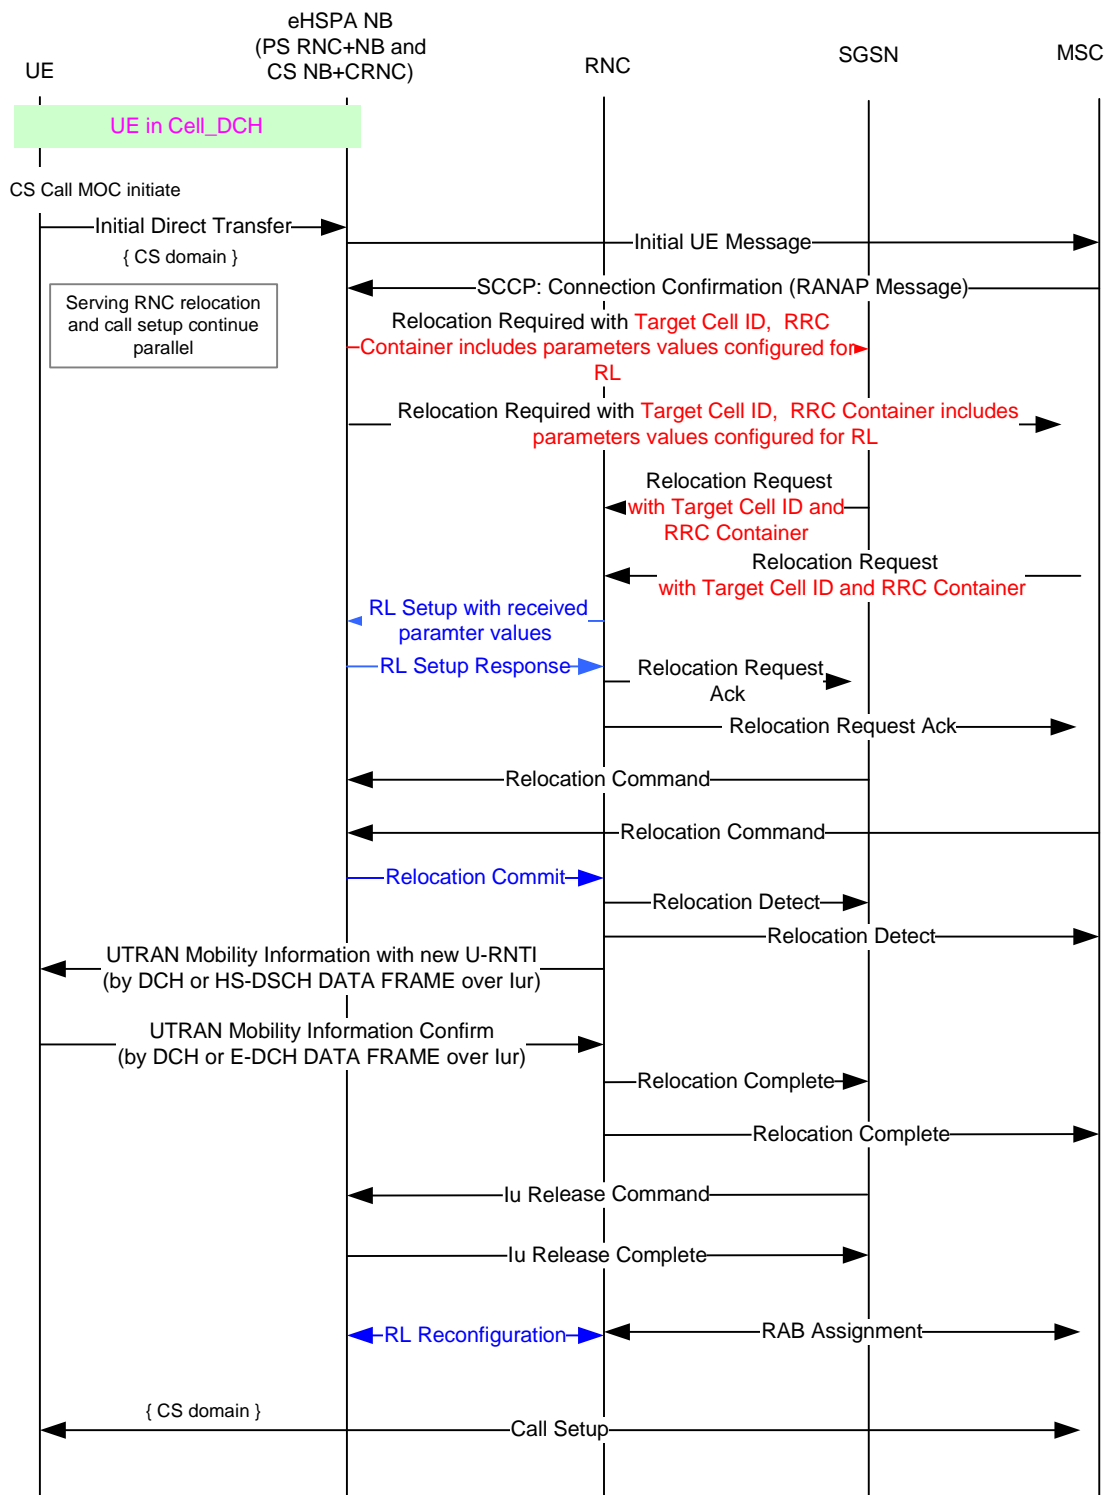 eHSPA NB
(PS RNC+NB and
CS NB+CRNC)
UE
RNC
SGSN
MSC
UE in Cell_DCH
CS Call MOC initiate
Initial Direct Transfer
{ CS domain }
Initial UE Message
SCCP: Connection Confirmation (RANAP Message)
Serving RNC relocation
and call setup continue
parallel
Relocation Required with Target Cell ID,  RRC
Container includes parameters values configured for
RL
Relocation Required with Target Cell ID,  RRC Container includes
parameters values configured for RL
Relocation Request
with Target Cell ID and
RRC Container
Relocation Request
with Target Cell ID and RRC Container
RL Setup with received
paramter values
RL Setup Response
Relocation Request
Ack
Relocation Request Ack
Relocation Command
Relocation Command
Relocation Commit
Relocation Detect
Relocation Detect
UTRAN Mobility Information with new U-RNTI
(by DCH or HS-DSCH DATA FRAME over Iur)
UTRAN Mobility Information Confirm
(by DCH or E-DCH DATA FRAME over Iur)
Relocation Complete
Relocation Complete
Iu Release Command
Iu Release Complete
RL Reconfiguration
RAB Assignment
{ CS domain }
Call Setup